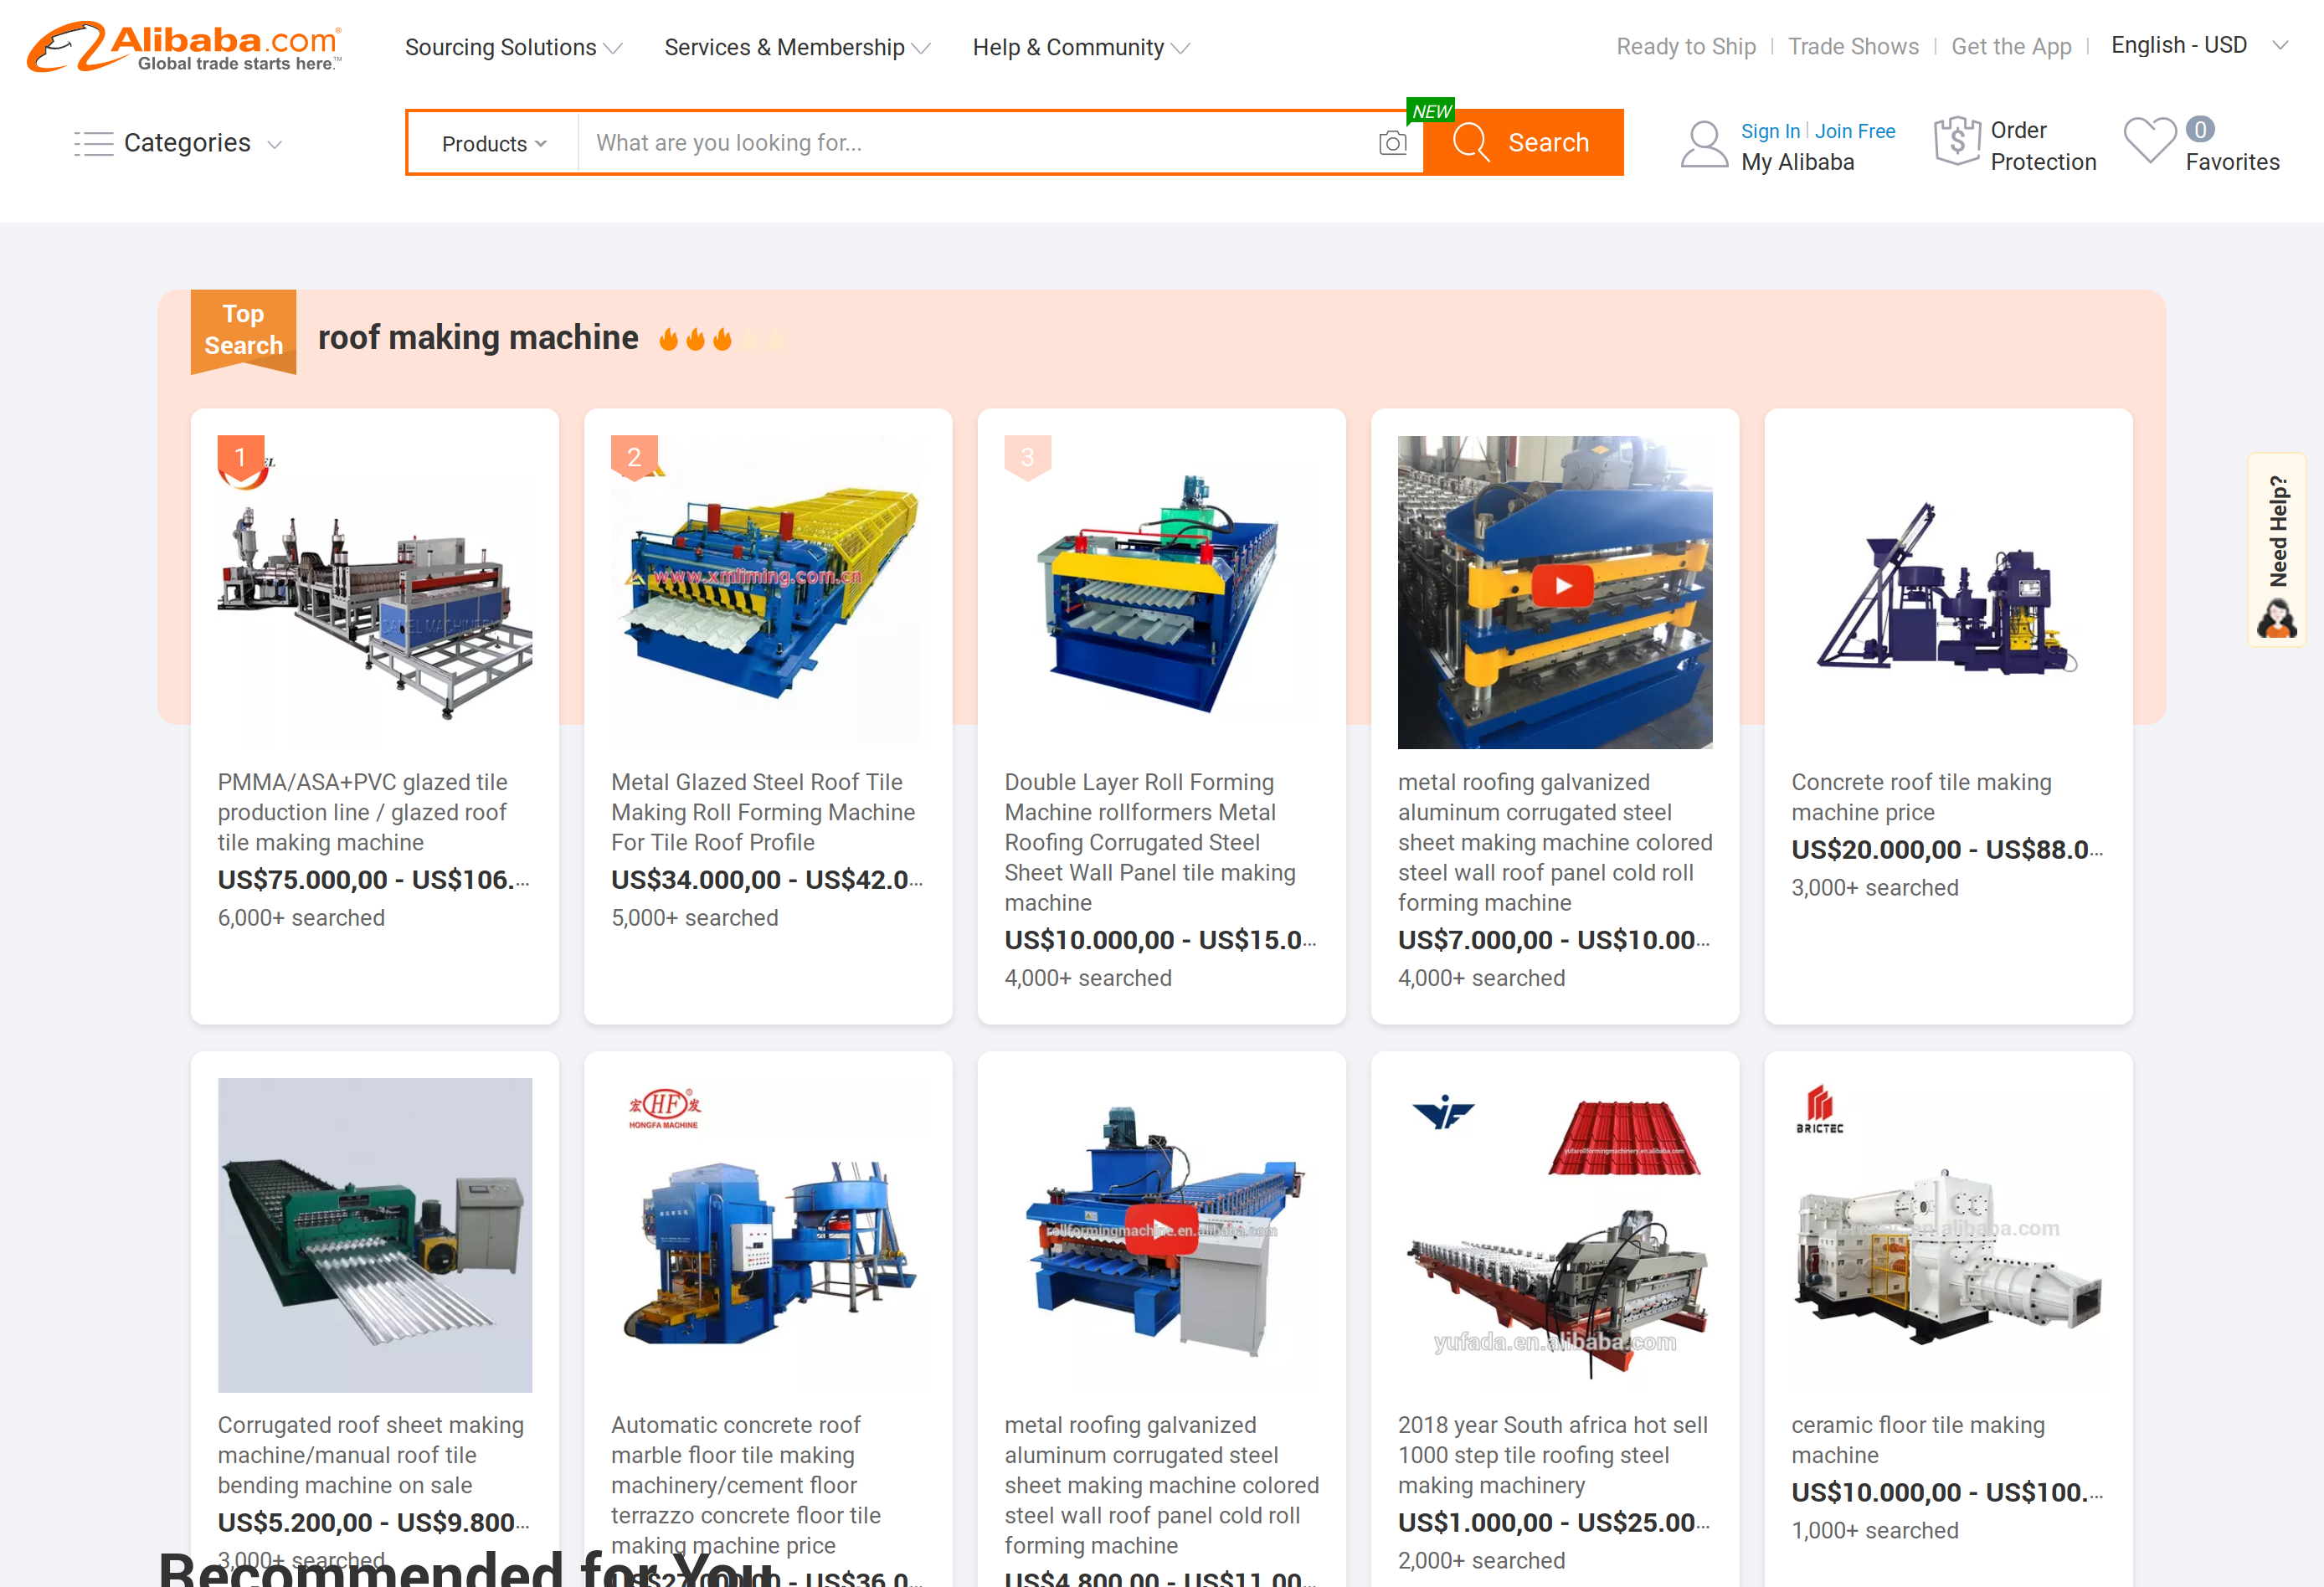 Alibaba.com
Global trade starts here.™
Sourcing Solutions
Services & Membership
Help & Community
Ready to Ship
Trade Shows
Get the App
English - USD
Categories
Products
What are you looking for...
NEW
Search
Sign In
Join Free
My Alibaba
Order
Protection
0
Favorites
Top
Search
roof making machine
Need Help?
1
2
www.xmliming.com.cn
3
PMMA/ASA+PVC glazed tile
production line / glazed roof
tile making machine
US$75.000,00 - US$106....
6,000+ searched
Metal Glazed Steel Roof Tile
Making Roll Forming Machine
For Tile Roof Profile
US$34.000,00 - US$42.0...
5,000+ searched
Double Layer Roll Forming
Machine rollformers Metal
Roofing Corrugated Steel
Sheet Wall Panel tile making
machine
US$10.000,00 - US$15.0...
4,000+ searched
metal roofing galvanized
aluminum corrugated steel
sheet making machine colored
steel wall roof panel cold roll
forming machine
US$7.000,00 - US$10.00...
4,000+ searched
Concrete roof tile making
machine price
US$20.000,00 - US$88.0...
3,000+ searched
宏 HF 发
HONGFA MACHINE
rollformingmachine.en.alibaba.com
YF
yufarollformingmachinery.en.alibaba.com
yufada.en.alibaba.com
BRICTEC
en.alibaba.com
Corrugated roof sheet making
machine/manual roof tile
bending machine on sale
US$5.200,00 - US$9.800...
3,000+ searched
Automatic concrete roof
marble floor tile making
machinery/cement floor
terrazzo concrete floor tile
making machine price
US$27.000,00 - US$36.0...
metal roofing galvanized
aluminum corrugated steel
sheet making machine colored
steel wall roof panel cold roll
forming machine
US$4.800,00 - US$11.00...
2018 year South africa hot sell
1000 step tile roofing steel
making machinery
US$1.000,00 - US$25.00...
2,000+ searched
ceramic floor tile making
machine
US$10.000,00 - US$100....
1,000+ searched
Recommended for You